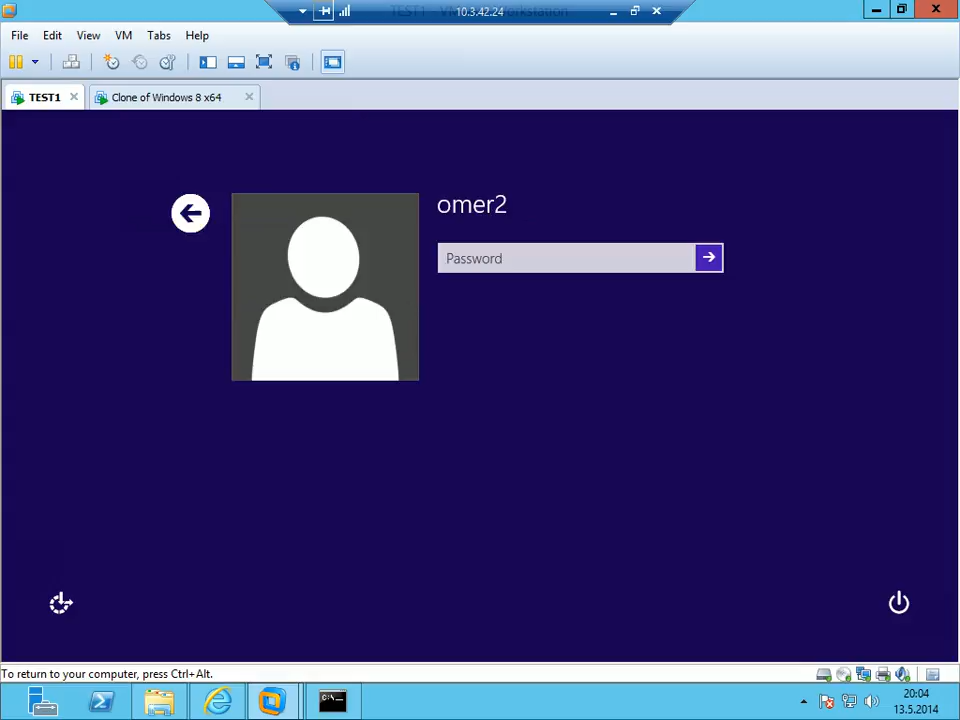 10.3.42.24
File Edit View VM Tabs Help
TEST1 Clone of Windows 8 x64
omer2
Password
To return to your computer, press Ctrl+Alt.
20:04
13.5.2014